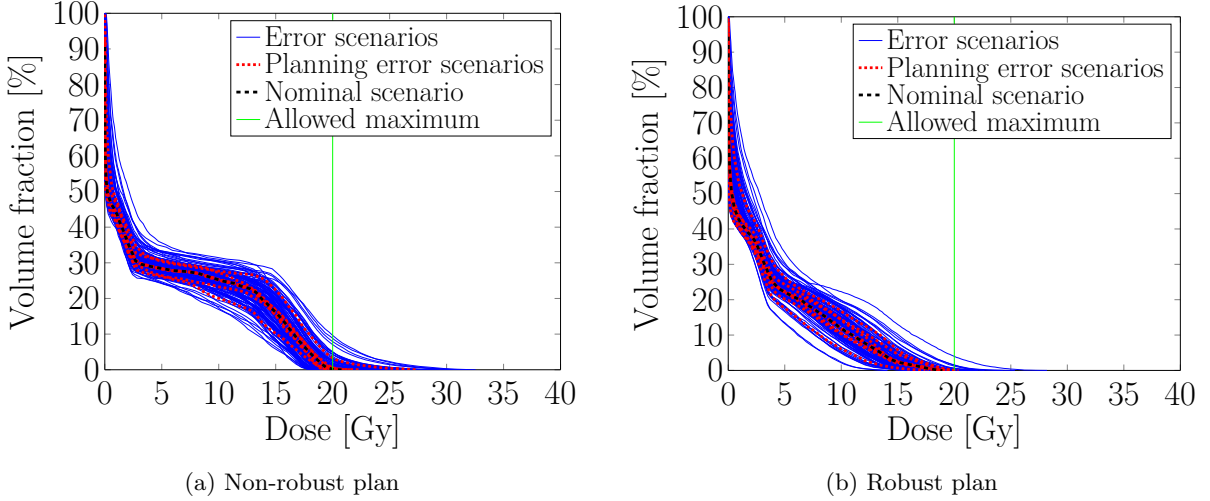 100
90
80
70
60
50
40
30
20
10
0
Volume fraction [%]
Error scenarios
Planning error scenarios
Nominal scenario
Allowed maximum
0 5 10 15 20 25 30 35 40
Dose [Gy]
(a) Non-robust plan
100
90
80
70
60
50
40
30
20
10
0
Volume fraction [%]
Error scenarios
Planning error scenarios
Nominal scenario
Allowed maximum
0 5 10 15 20 25 30 35 40
Dose [Gy]
(b) Robust plan